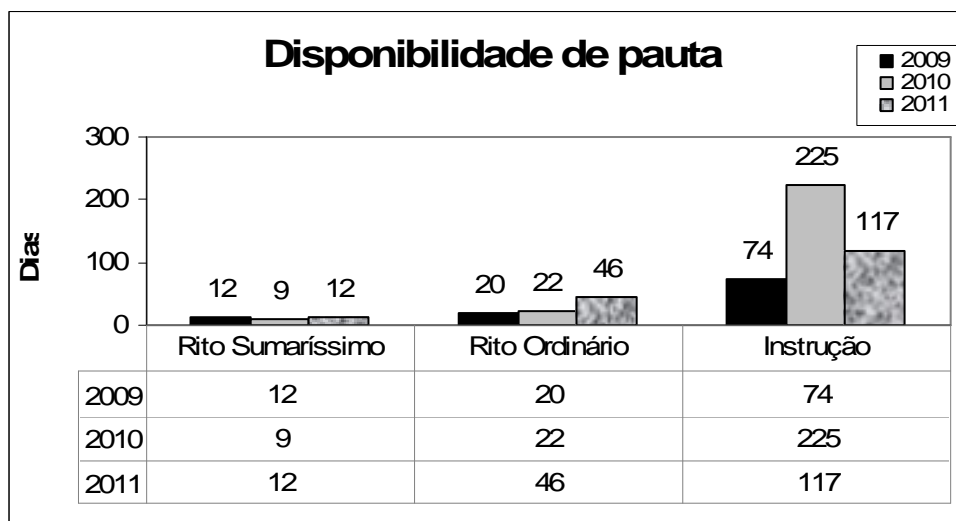 Disponibilidade de pauta
2009
2010
2011
Dias
300
200
100
0
12 9 12
20 22 46
74 225 117
Rito Sumaríssimo Rito Ordinário Instrução
2009 12 20 74
2010 9 22 225
2011 12 46 117